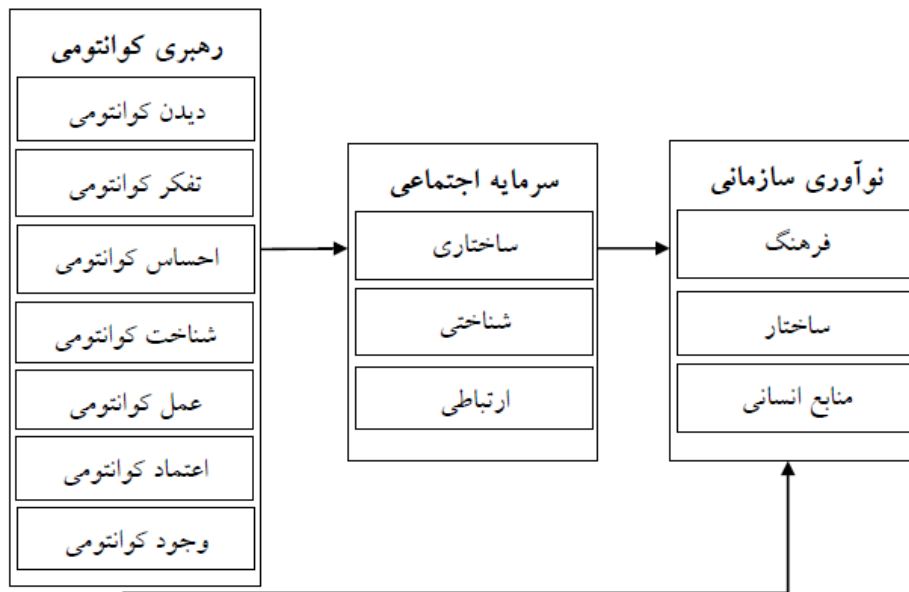 رهبری کوانتومی
دیدن کوانتومی
تفکر کوانتومی
احساس کوانتومی
شناخت کوانتومی
عمل کوانتومی
اعتماد کوانتومی
وجود کوانتومی
سرمایه اجتماعی
ساختاری
شناختی
ارتباطی
نوآوری سازمانی
فرهنگ
ساختار
منابع انسانی